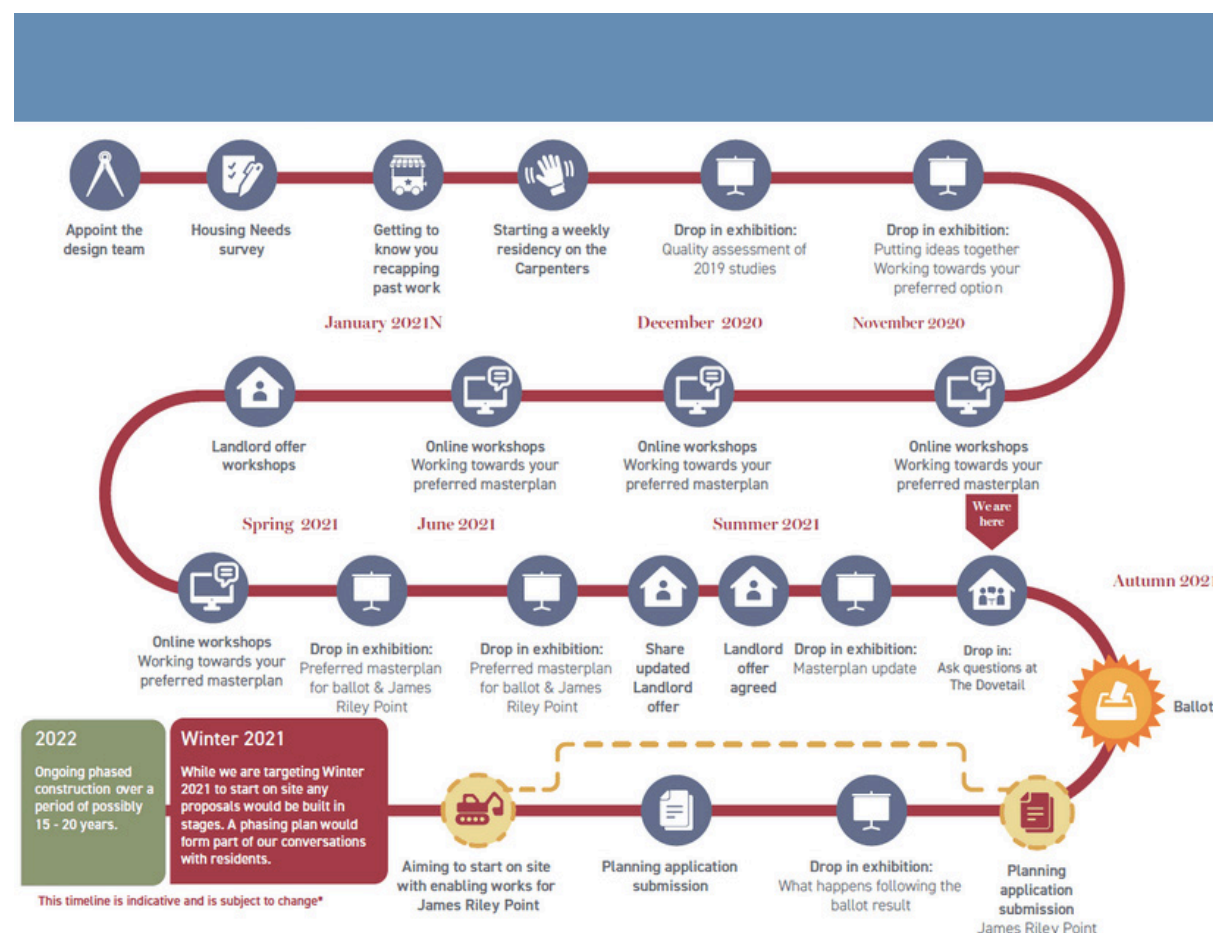 Appoint the
design team
Housing Needs
survey
Getting to
know you
recapping
past work
Starting a weekly
residency on the
Carpenters
Drop in exhibition:
Quality assessment of
2019 studies
Drop in exhibition:
Putting ideas together
Working towards your
preferred option
January 2021N
December 2020
November 2020
Landlord offer
workshops
Online workshops
Working towards your
preferred masterplan
Online workshops
Working towards your
preferred masterplan
Online workshops
Working towards your
preferred masterplan
We are
here
Spring 2021
June 2021
Summer 2021
Autumn 2021
Online workshops
Working towards your
preferred masterplan
Drop in exhibition:
Preferred masterplan
for ballot & James
Riley Point
Drop in exhibition:
Preferred masterplan
for ballot & James
Riley Point
Share
updated
Landlord
offer
Landlord
offer
agreed
Drop in exhibition:
Masterplan update
Drop in:
Ask questions at
The Dovetail
Ballot
2022
Ongoing phased
construction over a
period of possibly
15 - 20 years.
Winter 2021
While we are targeting Winter
2021 to start on site any
proposals would be built in
stages. A phasing plan would
form part of our conversations
with residents.
Aiming to start on site
with enabling works for
James Riley Point
Planning application
submission
Drop in exhibition:
What happens following the
ballot result
Planning
application
submission
James Riley Point
This timeline is indicative and is subject to change*